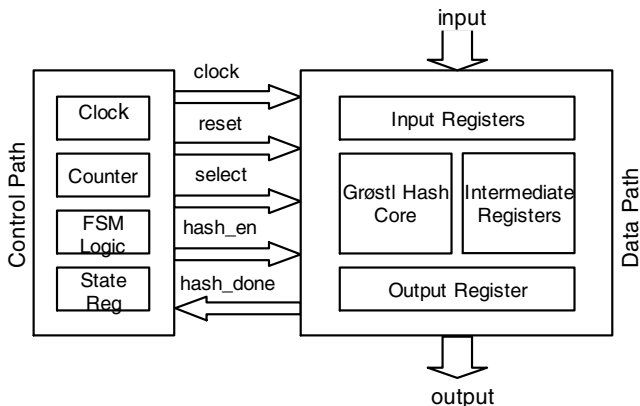 input
Control Path
Clock
Counter
FSM
Logic
State
Reg
clock
reset
select
hash_en
hash_done
Input Registers
Grøstl Hash
Core
Intermediate
Registers
Output Register
Data Path
output